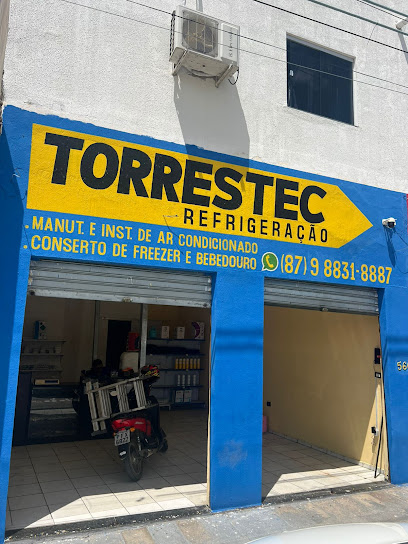 TORRESTEC
REFRIGERAÇÃO
. MANUT. E INST. DE AR CONDICIONADO
. CONSERTO DE FREEZER E BEBEDOURO (87) 9 8831-8887